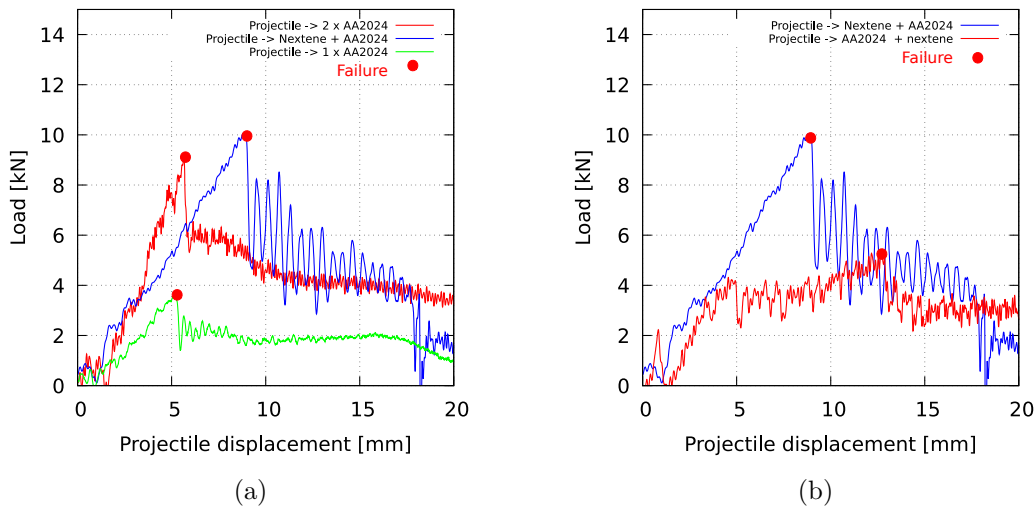 Projectile -> 2 x AA2024
Projectile -> Nextene + AA2024
Projectile -> 1 x AA2024
Failure
14
12
10
8
6
4
2
0
Load [kN]
0 5 10 15 20
Projectile displacement [mm]
(a)
Projectile -> Nextene + AA2024
Projectile -> AA2024 + nextene
Failure
14
12
10
8
6
4
2
0
Load [kN]
0 5 10 15 20
Projectile displacement [mm]
(b)